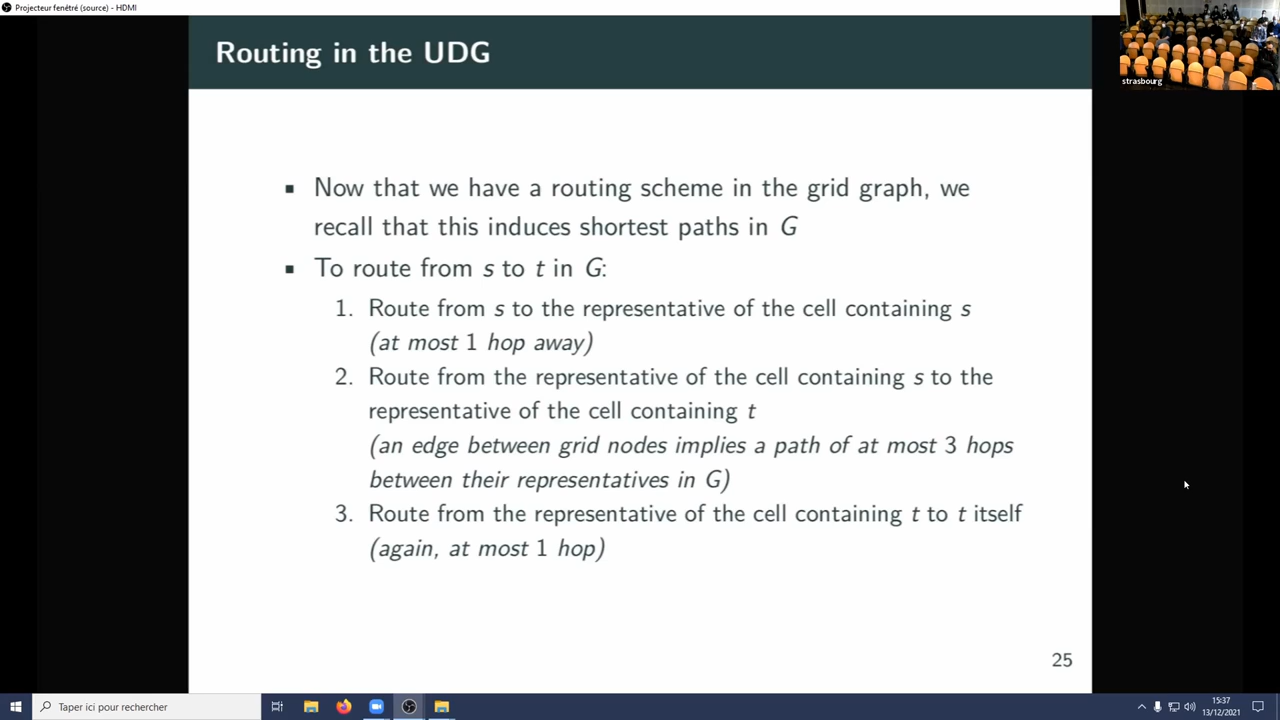 Projecteur fenêtré (source) - HDMI
Routing in the UDG
▪ Now that we have a routing scheme in the grid graph, we
recall that this induces shortest paths in G
▪ To route from s to t in G:
1. Route from s to the representative of the cell containing s
(at most 1 hop away)
2. Route from the representative of the cell containing s to the
representative of the cell containing t
(an edge between grid nodes implies a path of at most 3 hops
between their representatives in G)
3. Route from the representative of the cell containing t to t itself
(again, at most 1 hop)
25
strasbourg
Taper ici pour rechercher
15:37
13/12/2021